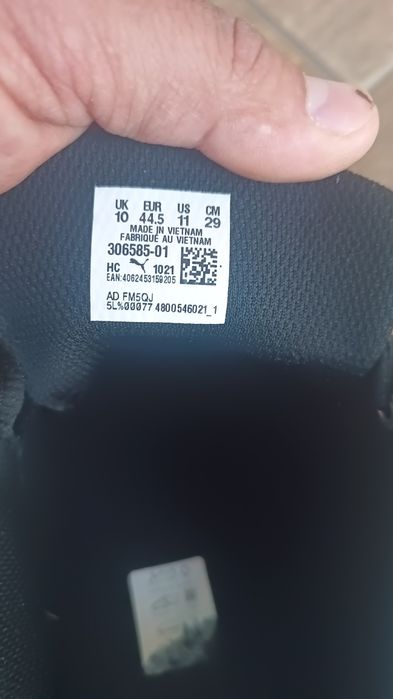 UK EUR US CM
10 44.5 11 29
MADE IN VIETNAM
FABRIQUÉ AU VIETNAM
306585-01
HC 1021
EAN:4062453159205
AD FM5QJ
5L%00077 4800546021_1